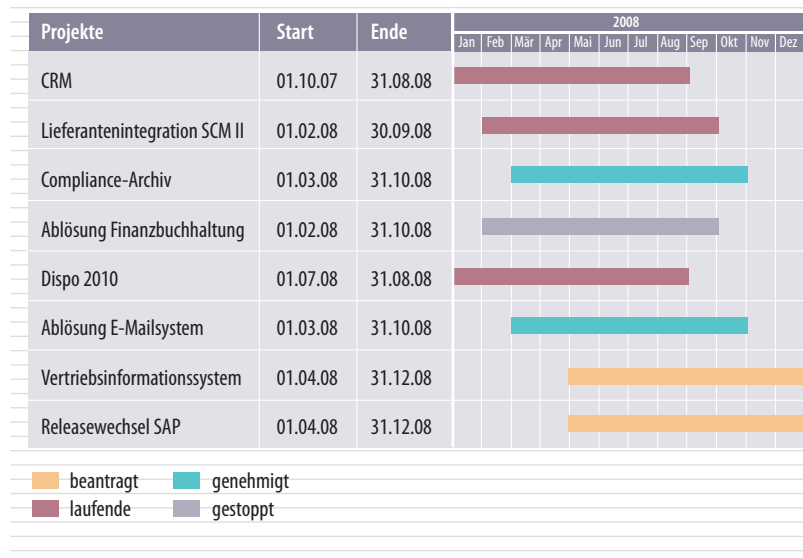 2008
Projekte Start Ende
Jan Feb Mär Apr Mai Jun Jul Aug Sep Okt Nov Dez
CRM 01.10.07 31.08.08
Lieferantenintegration SCM II 01.02.08 30.09.08
Compliance-Archiv 01.03.08 31.10.08
Ablösung Finanzbuchhaltung 01.02.08 31.10.08
Dispo 2010 01.07.08 31.08.08
Ablösung E-Mailsystem 01.03.08 31.10.08
Vertriebsinformationssystem 01.04.08 31.12.08
Releasewechsel SAP 01.04.08 31.12.08
beantragt genehmigt
laufende gestoppt